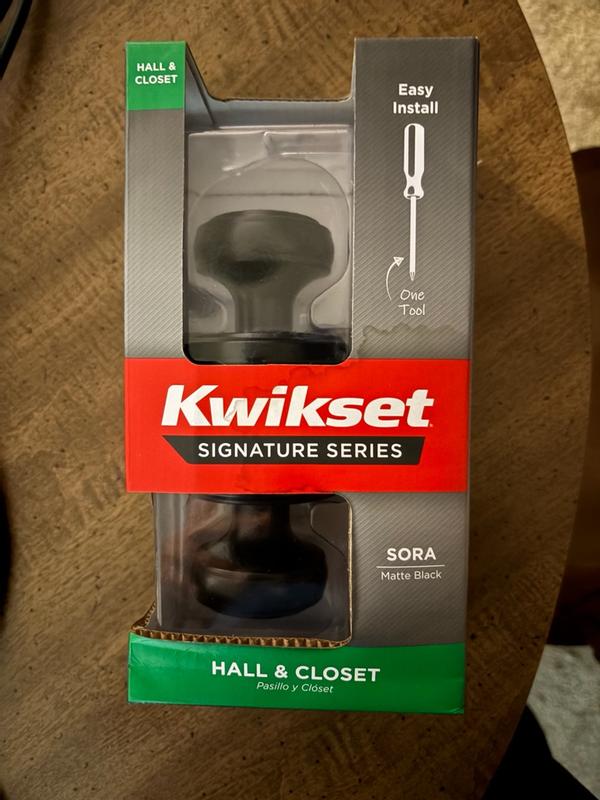 HALL &
CLOSET
Easy
Install
One
Tool
Kwikset
SIGNATURE SERIES
SORA
Matte Black
HALL & CLOSET
Pasillo y Clóset